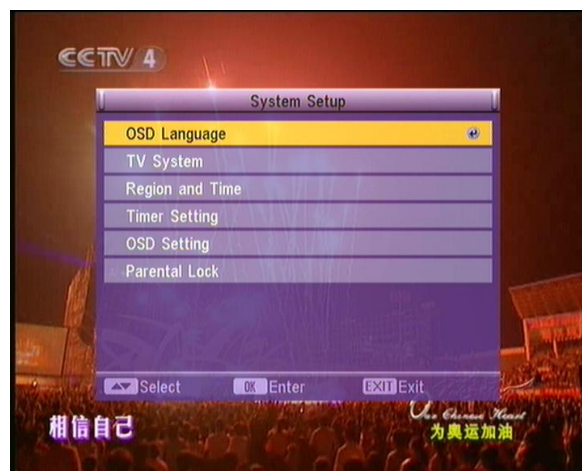 CCTV 4
System Setup
OSD Language
TV System
Region and Time
Timer Setting
OSD Setting
Parental Lock
Select OK Enter EXIT Exit
Our Chinese Heart
相信自己
为奥运加油